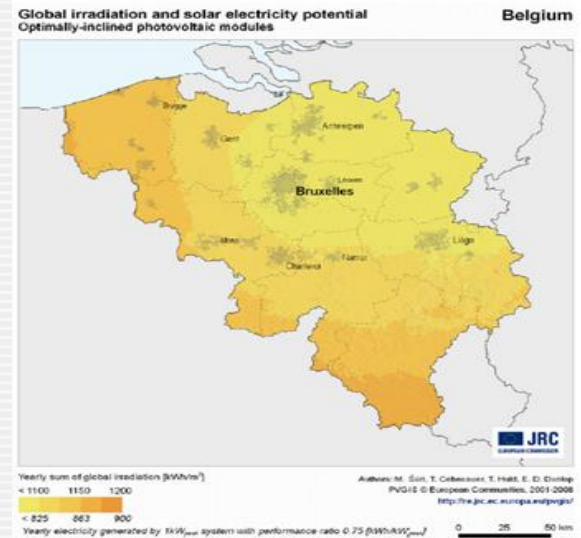 Global irradiation and solar electricity potential
Optimally-inclined photovoltaic modules
Belgium
Brugge
Gent
Antwerpen
Leuven
Bruxelles
Mons
Charleroi
Namur
Liège
JRC
EUROPEAN COMMISSION
Yearly sum of global irradiation [kWh/m²]
< 1100 1150 1200
< 825 863 900
Yearly electricity generated by 1kWpeak system with performance ratio 0.75 [kWh/kWpeak]
Authors: M. Šúri, T. Cebecauer, T. Huld, E. D. Dunlop
PVGIS © European Communities, 2001-2008
http://re.jrc.ec.europa.eu/pvgis/
0 25 50 km